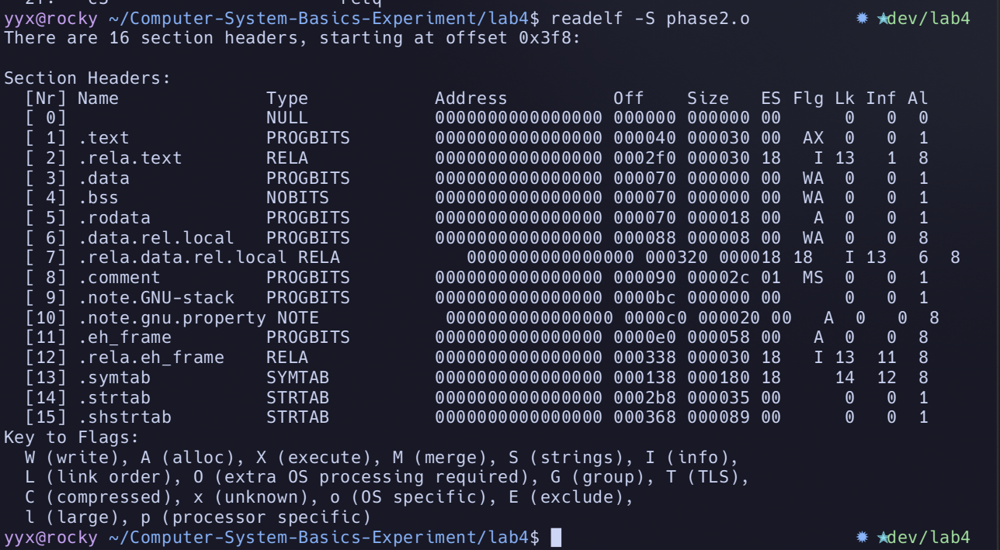 2f: c3 retq
yyx@rocky ~/Computer-System-Basics-Experiment/lab4$ readelf -S phase2.o dev/lab4
There are 16 section headers, starting at offset 0x3f8:
Section Headers:
  [Nr] Name              Type            Address          Off    Size   ES Flg Lk Inf Al
  [ 0]                   NULL            0000000000000000 000000 000000 00      0   0  0
  [ 1] .text             PROGBITS        0000000000000000 000040 000030 00  AX  0   0  1
  [ 2] .rela.text        RELA            0000000000000000 0002f0 000030 18   I 13   1  8
  [ 3] .data             PROGBITS        0000000000000000 000070 000000 00  WA  0   0  1
  [ 4] .bss              NOBITS          0000000000000000 000070 000000 00  WA  0   0  1
  [ 5] .rodata           PROGBITS        0000000000000000 000070 000018 00   A  0   0  1
  [ 6] .data.rel.local   PROGBITS        0000000000000000 000088 000008 00  WA  0   0  8
  [ 7] .rela.data.rel.local RELA            0000000000000000 000320 000018 18   I 13   6  8
  [ 8] .comment          PROGBITS        0000000000000000 000090 00002c 01  MS  0   0  1
  [ 9] .note.GNU-stack   PROGBITS        0000000000000000 0000bc 000000 00      0   0  1
  [10] .note.gnu.property NOTE            0000000000000000 0000c0 000020 00   A  0   0  8
  [11] .eh_frame         PROGBITS        0000000000000000 0000e0 000058 00   A  0   0  8
  [12] .rela.eh_frame    RELA            0000000000000000 000338 000030 18   I 13  11  8
  [13] .symtab           SYMTAB          0000000000000000 000138 000180 18     14  12  8
  [14] .strtab           STRTAB          0000000000000000 0002b8 000035 00      0   0  1
  [15] .shstrtab         STRTAB          0000000000000000 000368 000089 00      0   0  1
Key to Flags:
  W (write), A (alloc), X (execute), M (merge), S (strings), I (info),
  L (link order), O (extra OS processing required), G (group), T (TLS),
  C (compressed), x (unknown), o (OS specific), E (exclude),
  l (large), p (processor specific)
yyx@rocky ~/Computer-System-Basics-Experiment/lab4$ dev/lab4